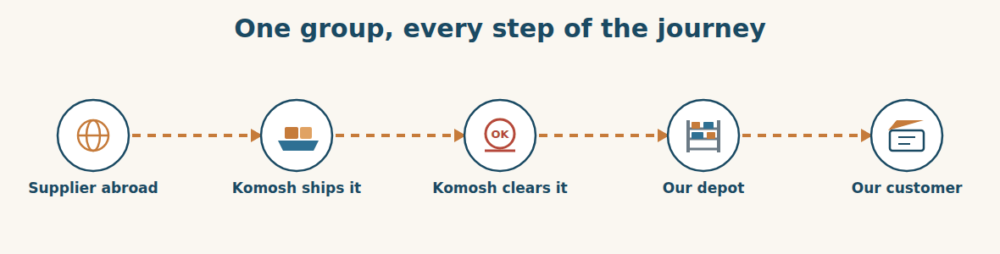 One group, every step of the journey
OK
Supplier abroad
Komosh ships it
Komosh clears it
Our depot
Our customer